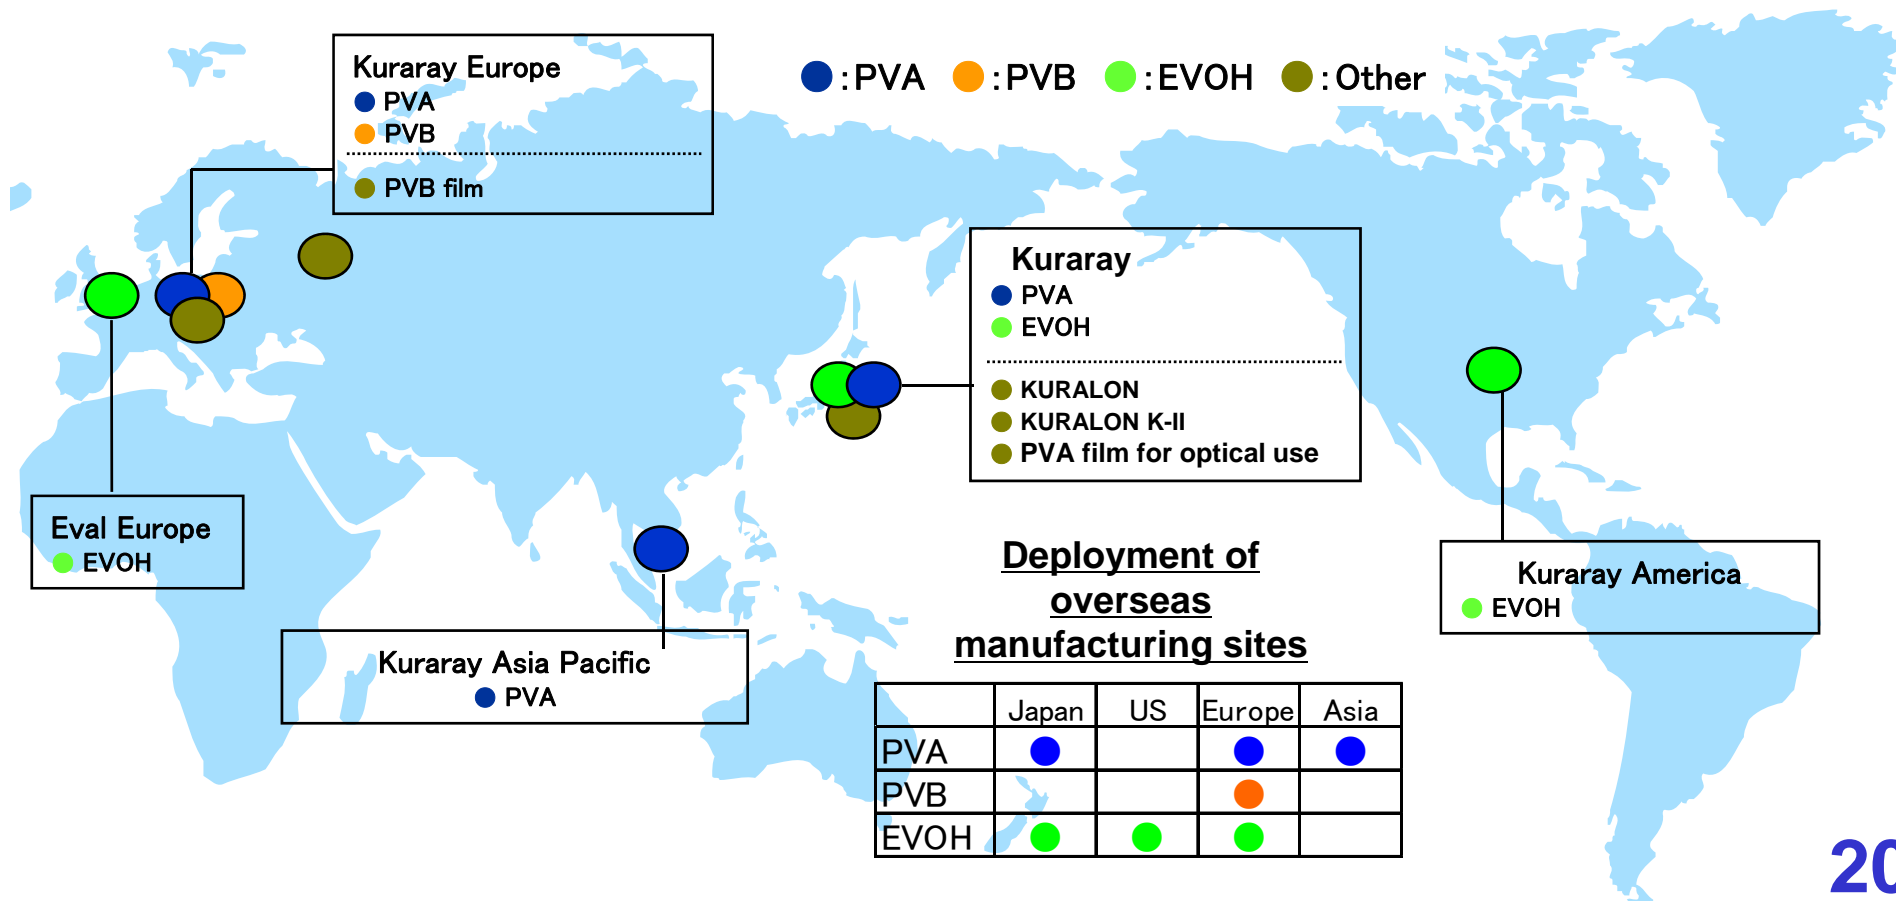 :PVA :PVB :EVOH :Other
Kuraray Europe
PVA
PVB
PVB film
Kuraray
PVA
EVOH
KURALON
KURALON K-II
PVA film for optical use
Eval Europe
EVOH
Kuraray Asia Pacific
PVA
Kuraray America
EVOH
Deployment of
overseas
manufacturing sites
Japan US Europe Asia
PVA
PVB
EVOH
20